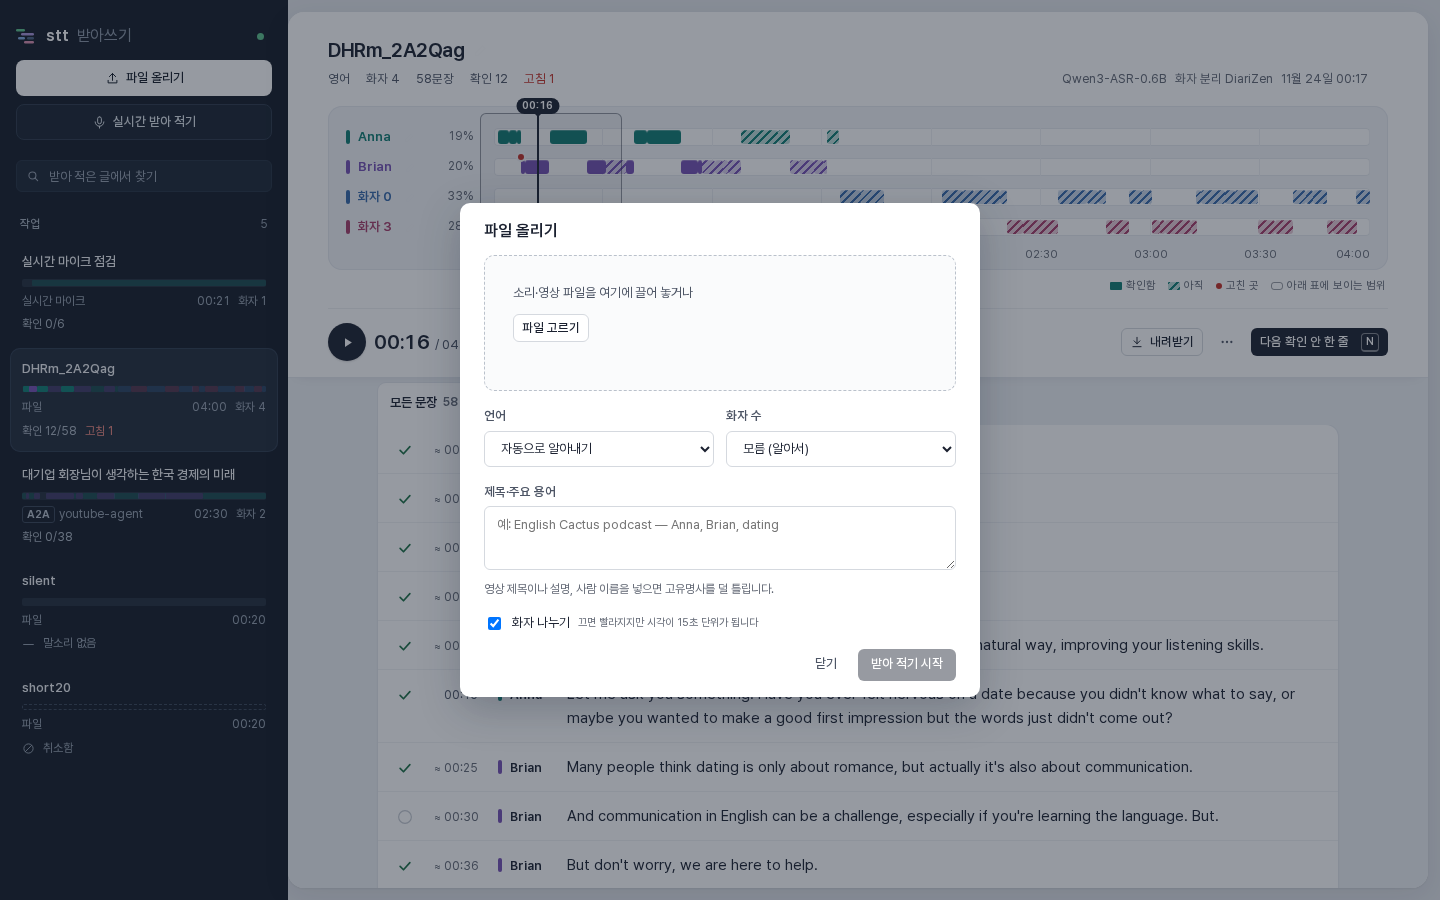 stt 받아쓰기
파일 올리기
실시간 받아 적기
받아 적은 글에서 찾기
작업 5
실시간 마이크 점검
실시간 마이크 00:21 화자 1
확인 0/6
DHRm_2A2Qag
파일 04:00 화자 4
확인 12/58 고침 1
대기업 회장님이 생각하는 한국 경제의 미래
A2A youtube-agent 02:30 화자 2
확인 0/38
silent
파일 00:20
— 말소리 없음
short20
파일 00:20
취소함
DHRm_2A2Qag
영어 화자 4 58문장 확인 12 고침 1
Qwen3-ASR-0.6B 화자 분리 DiariZen 11월 24일 00:17
00:16
Anna 19%
Brian 20%
화자 0 33%
화자 3
02:30 03:00 03:30 04:00
확인함 아직 고친 곳 아래 표에 보이는 범위
00:16 / 04
내려받기 ··· 다음 확인 안 한 줄 N
모든 문장 58
파일 올리기
소리·영상 파일을 여기에 끌어 놓거나
파일 고르기
언어 화자 수
자동으로 알아내기 모름 (알아서)
제목·주요 용어
예: English Cactus podcast — Anna, Brian, dating
영상 제목이나 설명, 사람 이름을 넣으면 고유명사를 덜 틀립니다.
화자 나누기 끄면 빨라지지만 시각이 15초 단위가 됩니다
닫기 받아 적기 시작
≈ 00
≈ 00
≈ 00
≈ 00
≈ 00 natural way, improving your listening skills.
Let me ask you something. Have you ever felt nervous on a date because you didn't know what to say, or
maybe you wanted to make a good first impression but the words just didn't come out?
≈ 00:25 Brian Many people think dating is only about romance, but actually it's also about communication.
≈ 00:30 Brian And communication in English can be a challenge, especially if you're learning the language. But.
≈ 00:36 Brian But don't worry, we are here to help.